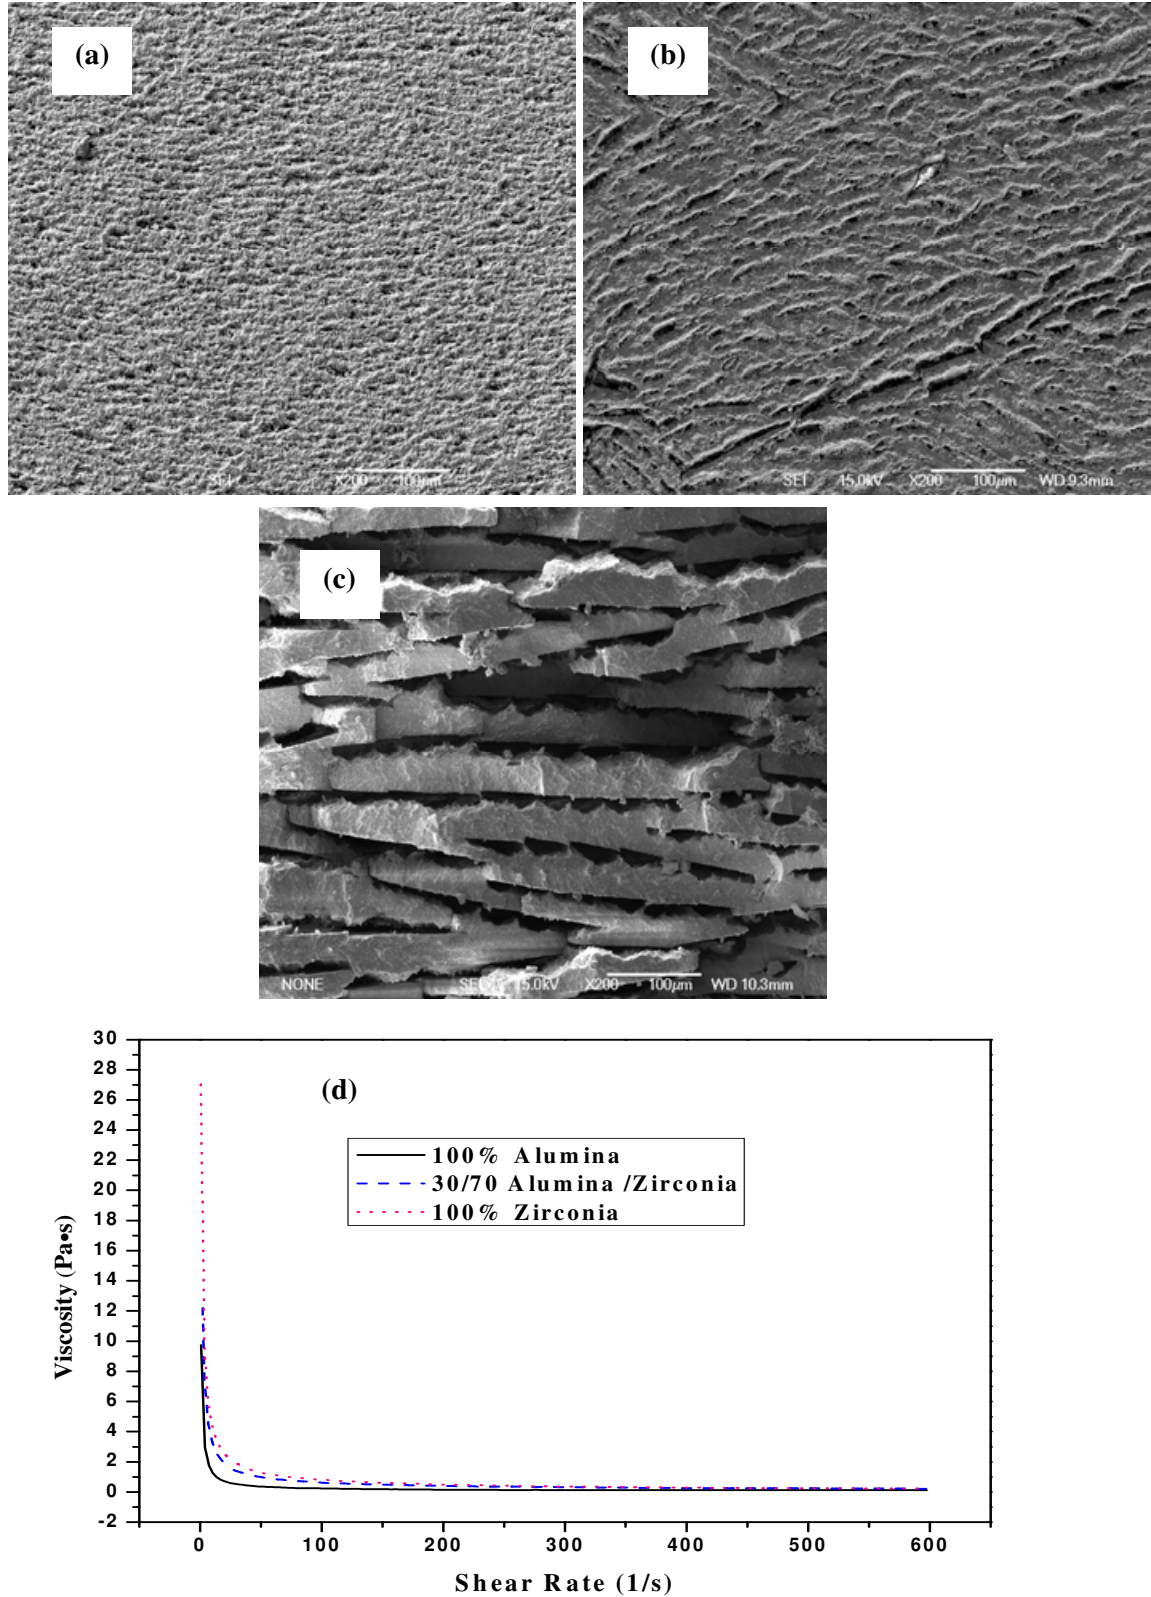 (a)
(b)
X200 100μm
SEI 15.0kV X200 100μm WD 9.3mm
(c)
NONE SEI 15.0kV X200 100μm WD 10.3mm
30
28
26
24
22
20
18
16
14
12
10
8
6
4
2
0
-2
Viscosity (Pa•s)
(d)
100% Alumina
30/70 Alumina /Zirconia
100% Zirconia
0 100 200 300 400 500 600
Shear Rate (1/s)